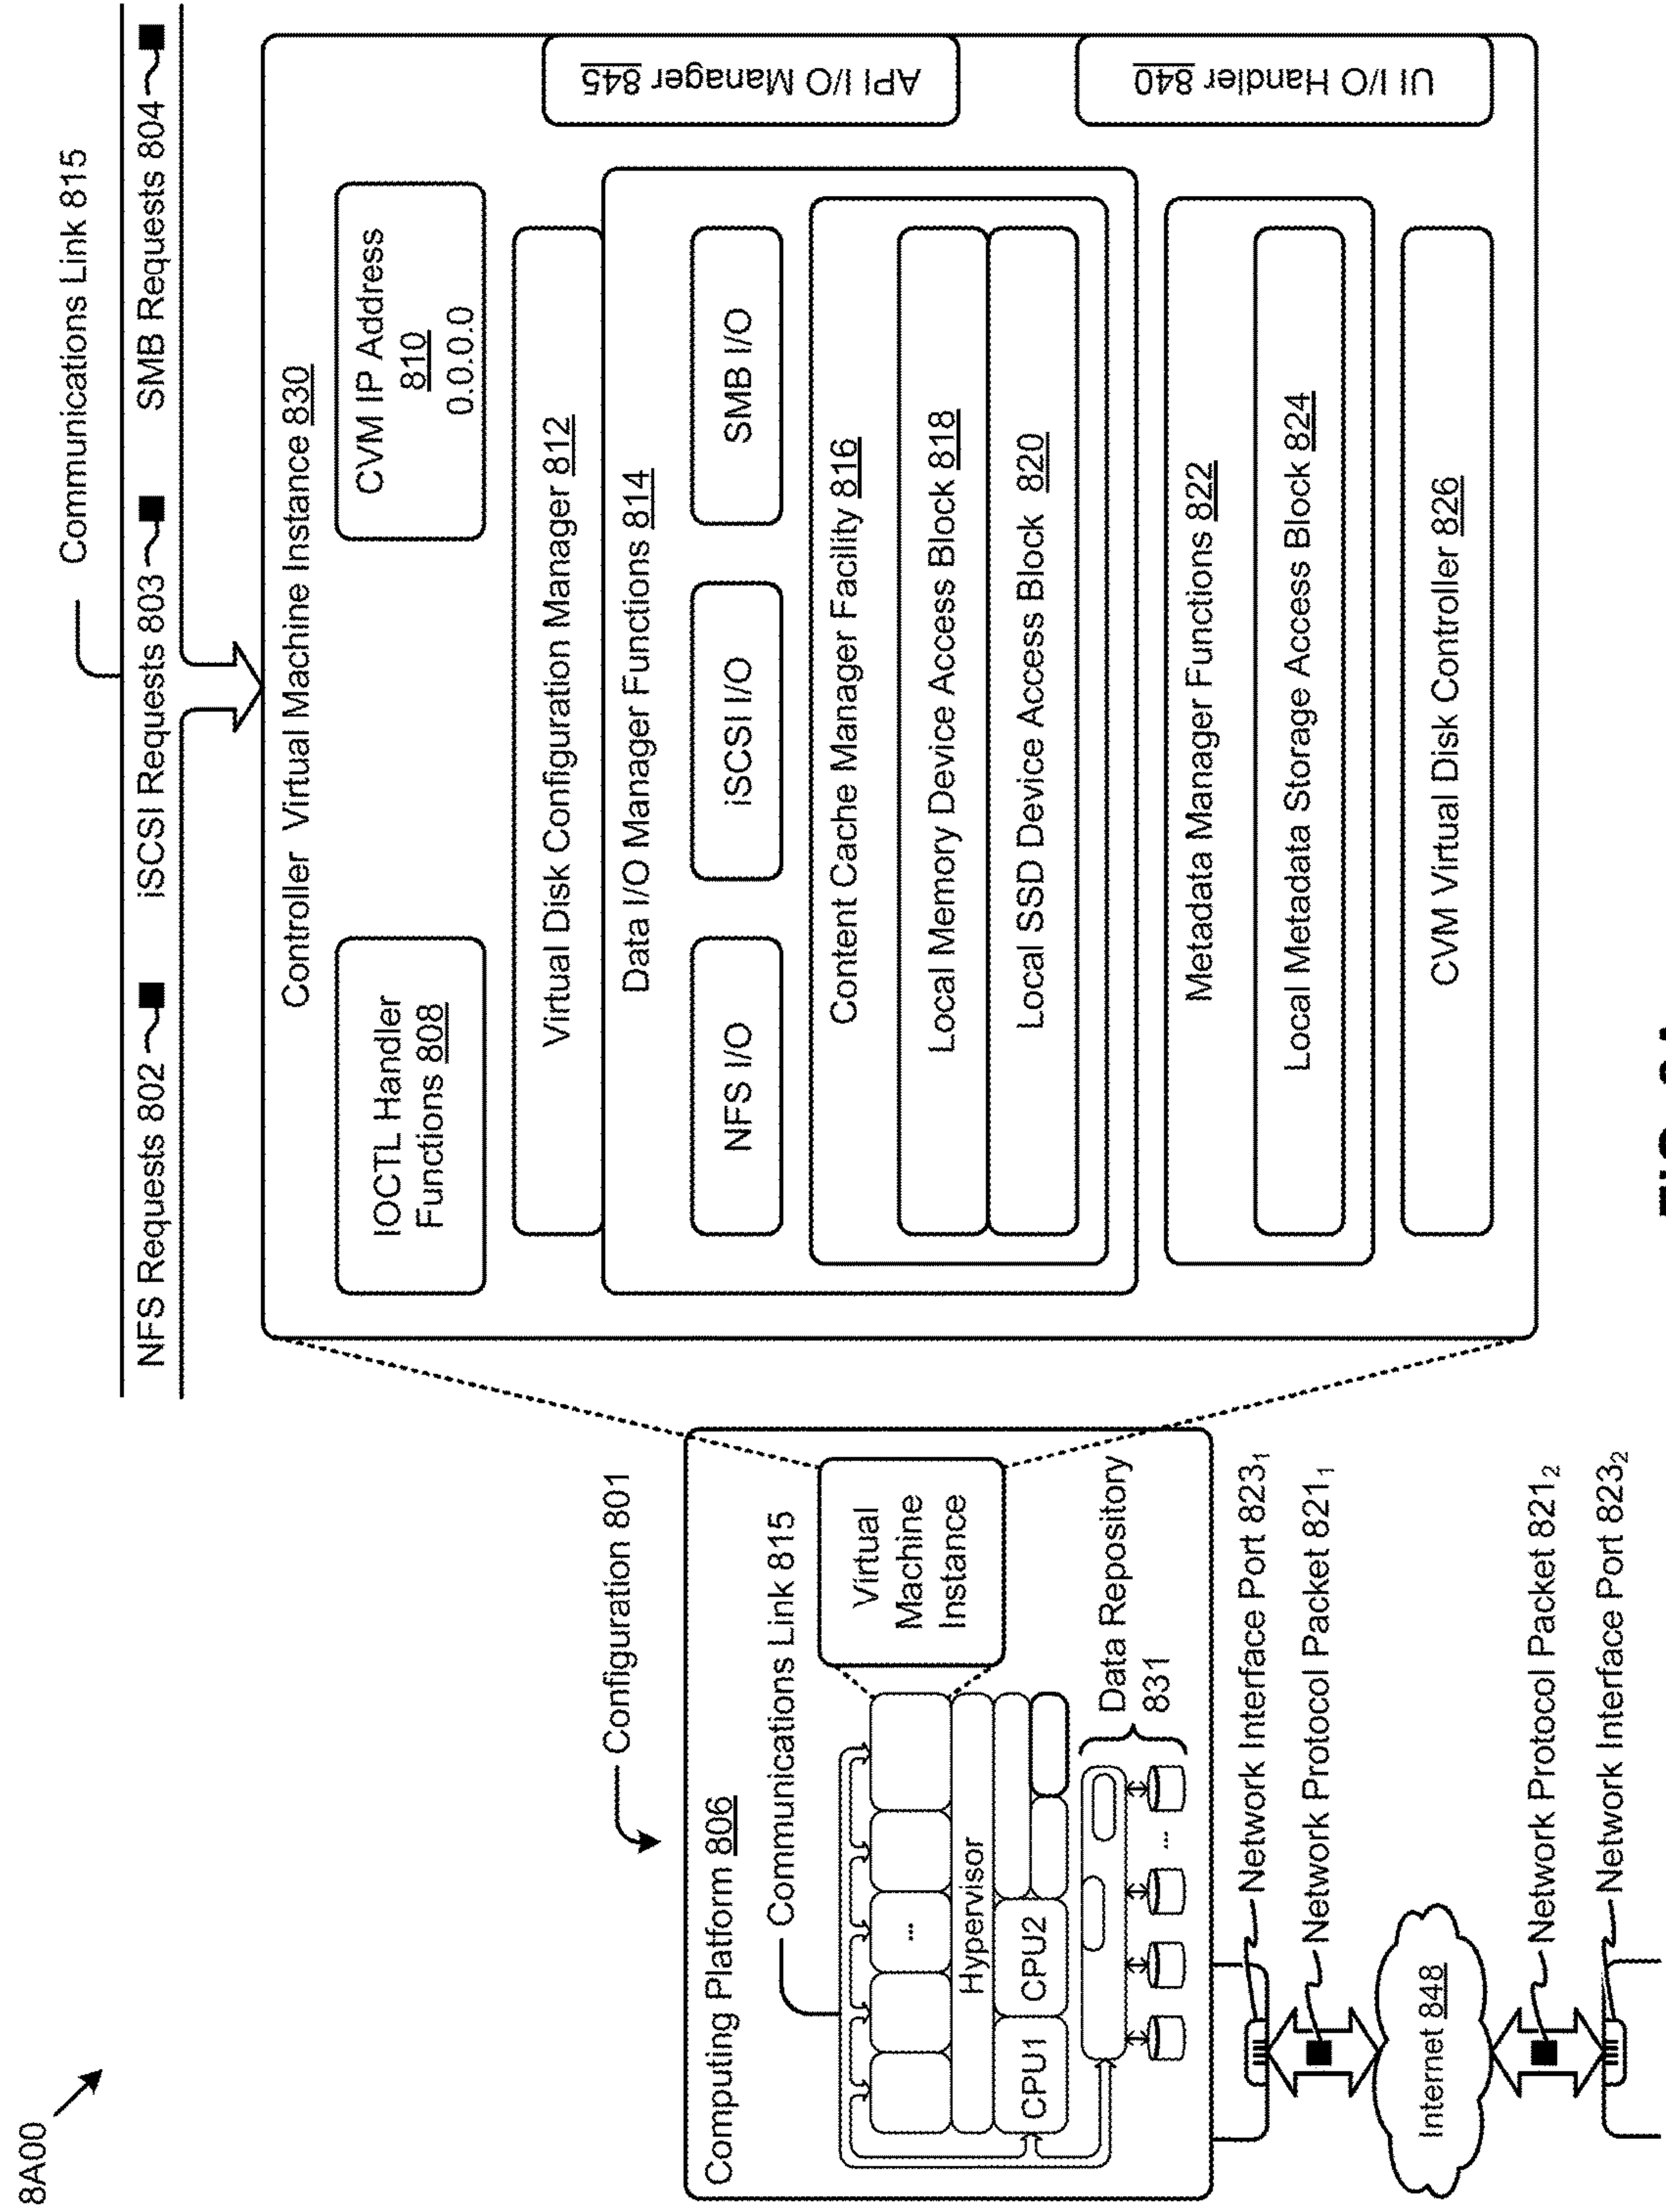 8A00
Communications Link 815
NFS Requests 802
iSCSI Requests 803
SMB Requests 804
Controller Virtual Machine Instance 830
IOCTL Handler
Functions 808
CVM IP Address
810
0.0.0.0
Virtual Disk Configuration Manager 812
Data I/O Manager Functions 814
NFS I/O
iSCSI I/O
SMB I/O
Content Cache Manager Facility 816
Local Memory Device Access Block 818
Local SSD Device Access Block 820
Metadata Manager Functions 822
Local Metadata Storage Access Block 824
CVM Virtual Disk Controller 826
API I/O Manager 845
UI I/O Handler 840
Configuration 801
Computing Platform 806
Communications Link 815
Virtual
Machine
Instance
...
Hypervisor
CPU1
CPU2
Data Repository
831
...
Network Interface Port 823₁
Network Protocol Packet 821₁
Internet 848
Network Protocol Packet 821₂
Network Interface Port 823₂